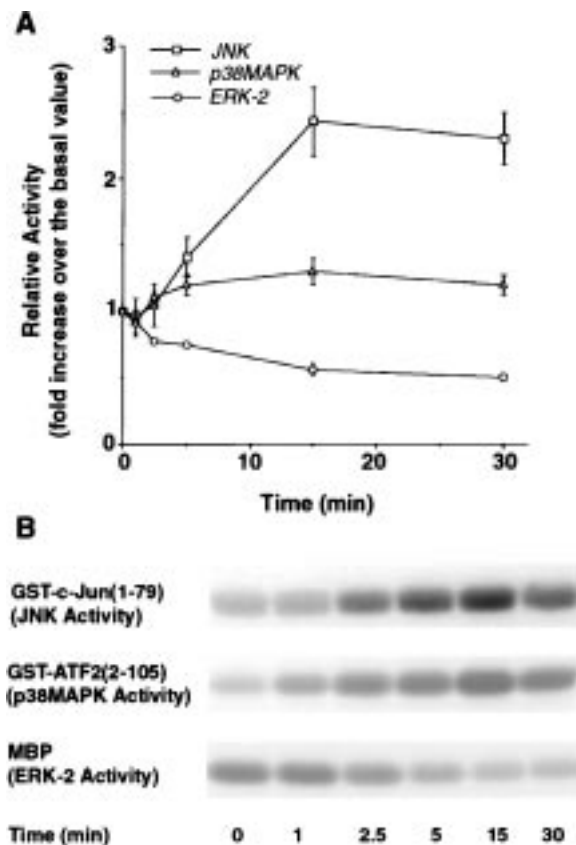 A
3
2
1
0
Relative Activity
(fold increase over the basal value)
JNK
p38MAPK
ERK-2
0 10 20 30
Time (min)
B
GST-c-Jun(1-79)
(JNK Activity)
GST-ATF2(2-105)
(p38MAPK Activity)
MBP
(ERK-2 Activity)
Time (min) 0 1 2.5 5 15 30